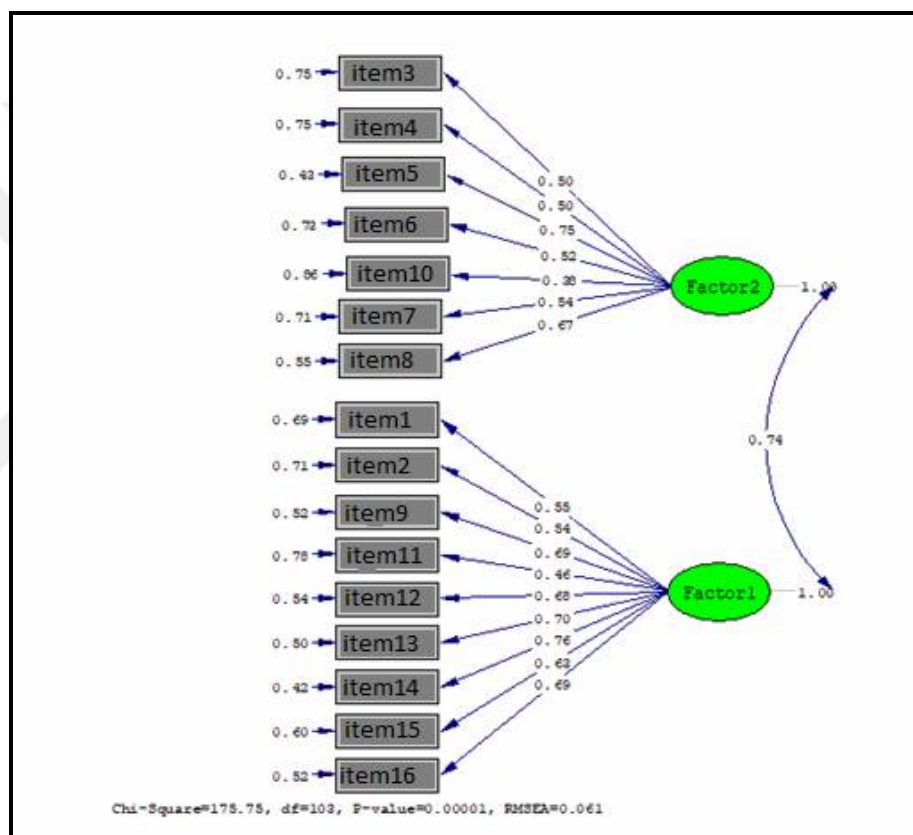 0.75 item3
0.75 item4
0.43 item5
0.73 item6
0.86 item10
0.71 item7
0.55 item8
0.50
0.50
0.75
0.52
0.38
0.54
0.67
Factor2 1.00
0.74
0.69 item1
0.71 item2
0.52 item9
0.78 item11
0.54 item12
0.50 item13
0.42 item14
0.60 item15
0.52 item16
0.55
0.54
0.69
0.46
0.68
0.70
0.76
0.63
0.69
Factor1 1.00
Chi-Square=175.75, df=103, P-value=0.00001, RMSEA=0.061